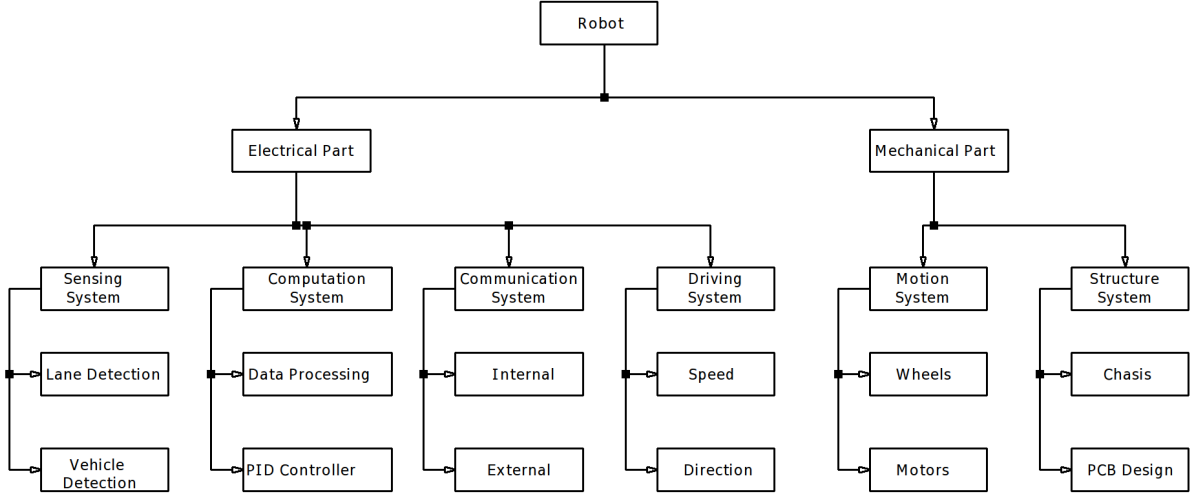 Robot
Electrical Part
Mechanical Part
Sensing
System
Computation
System
Communication
System
Driving
System
Motion
System
Structure
System
Lane Detection
Data Processing
Internal
Speed
Wheels
Chasis
Vehicle
Detection
PID Controller
External
Direction
Motors
PCB Design